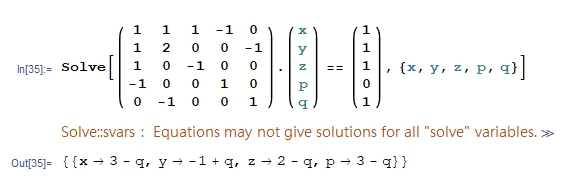 1 1 1 -1 0 x 1
1 2 0 0 -1 y 1
In[35]:= Solve[ 1 0 -1 0 0 . z == 1 , {x, y, z, p, q}]
-1 0 0 1 0 p 0
0 -1 0 0 1 q 1
Solve::svars : Equations may not give solutions for all "solve" variables. ≫
Out[35]= {{x → 3 - q, y → -1 + q, z → 2 - q, p → 3 - q}}